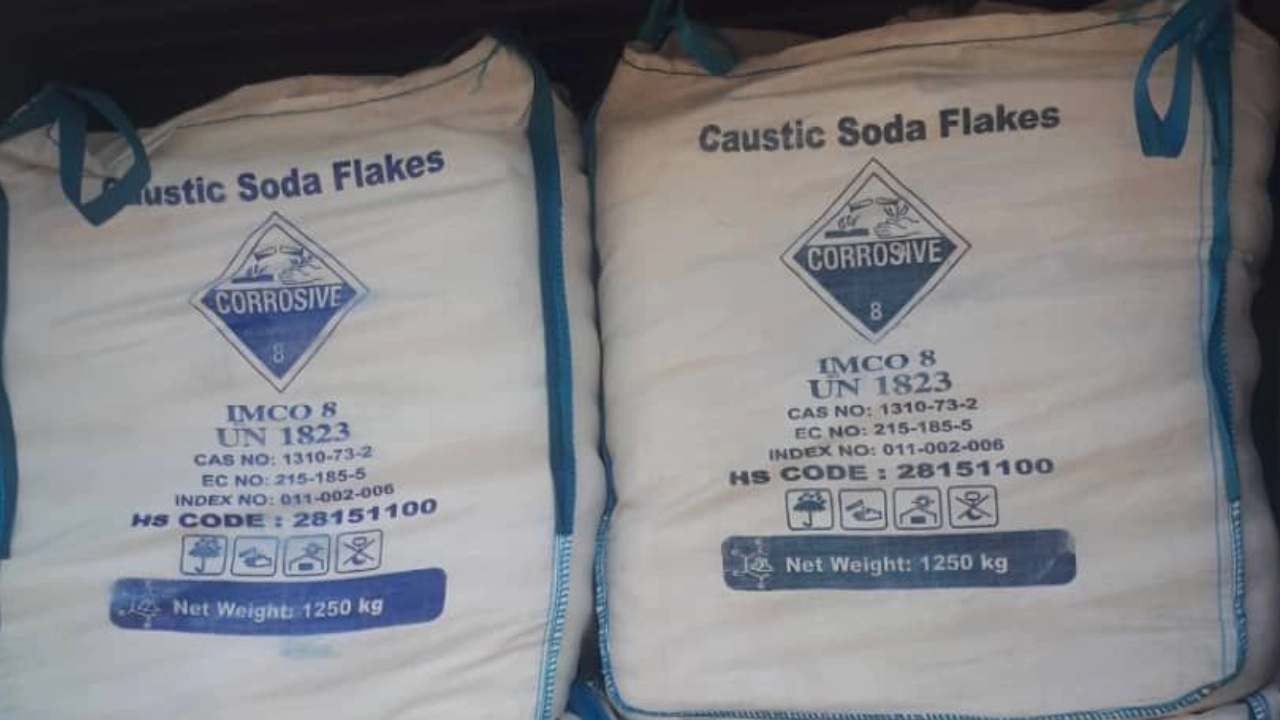 Caustic Soda Flakes
CORROSIVE
8
IMCO 8
UN 1823
CAS NO: 1310-73-2
EC NO: 215-185-5
INDEX NO: 011-002-006
HS CODE : 28151100
Net Weight: 1250 kg
Caustic Soda Flakes
CORROSIVE
8
IMCO 8
UN 1823
CAS NO: 1310-73-2
EC NO: 215-185-5
INDEX NO: 011-002-006
HS CODE : 28151100
Net Weight: 1250 kg